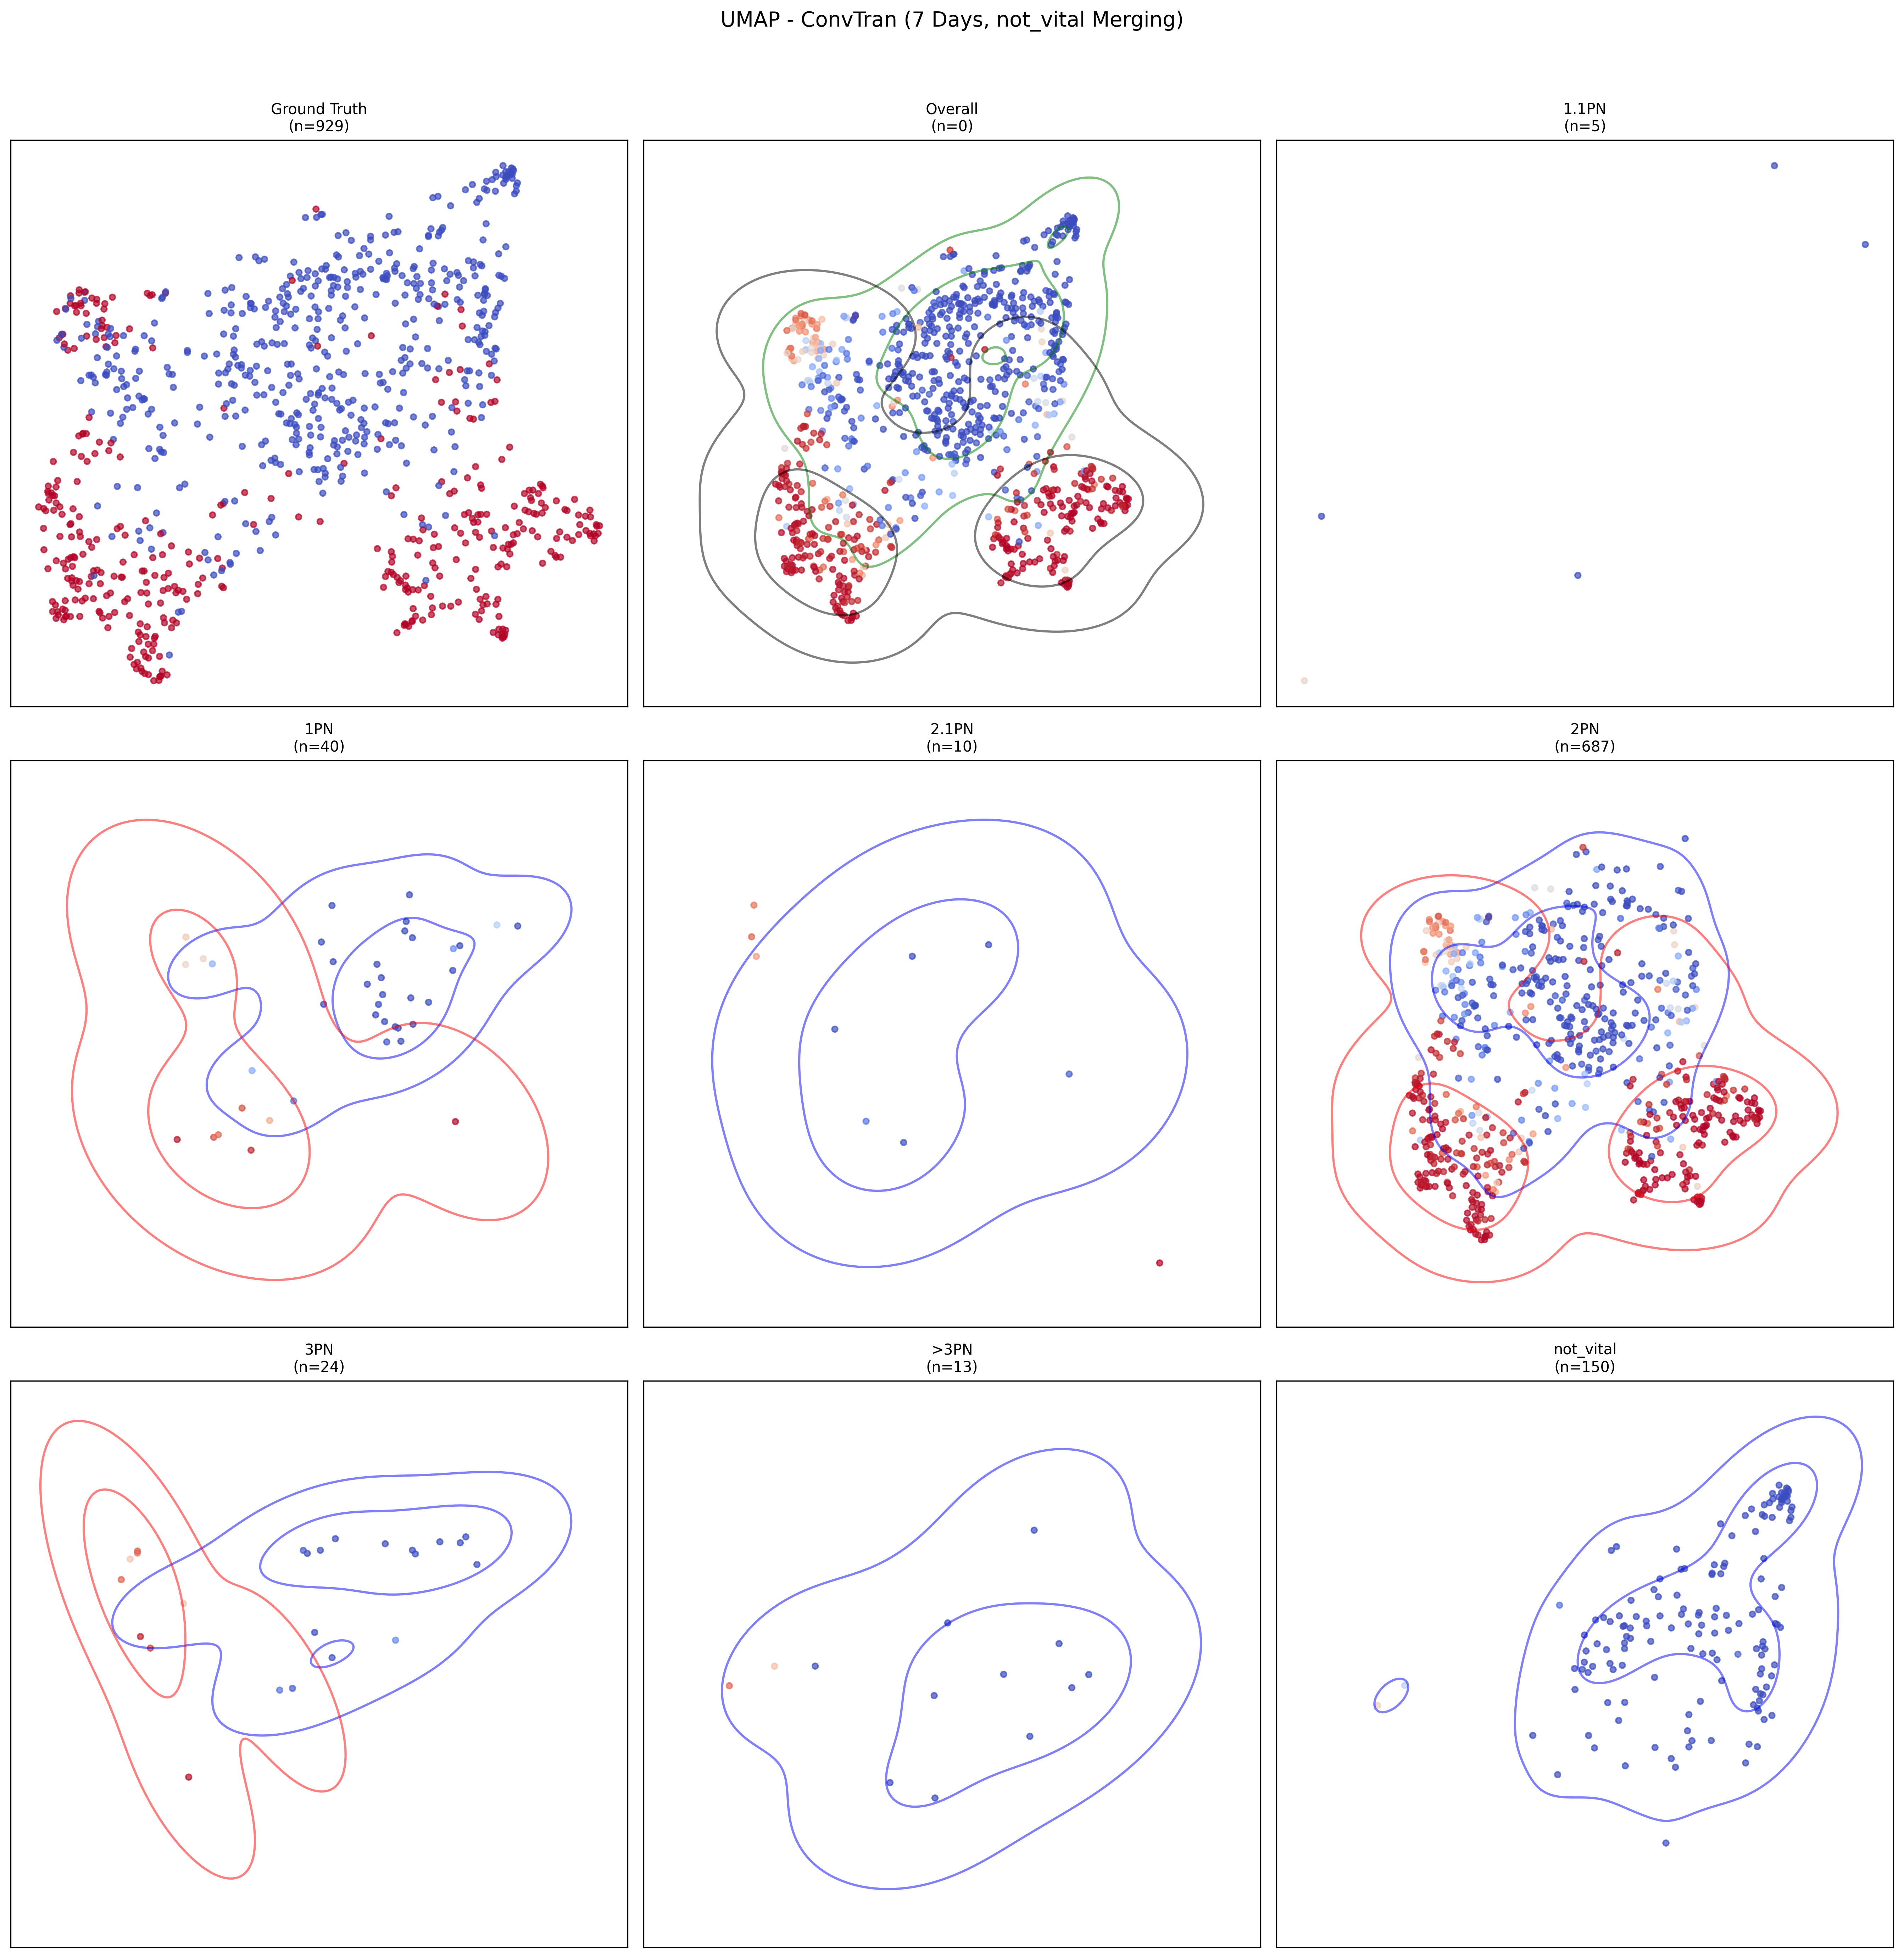 UMAP - ConvTran (7 Days, not_vital Merging)
Ground Truth
(n=929)
Overall
(n=0)
1.1PN
(n=5)
1PN
(n=40)
2.1PN
(n=10)
2PN
(n=687)
3PN
(n=24)
>3PN
(n=13)
not_vital
(n=150)